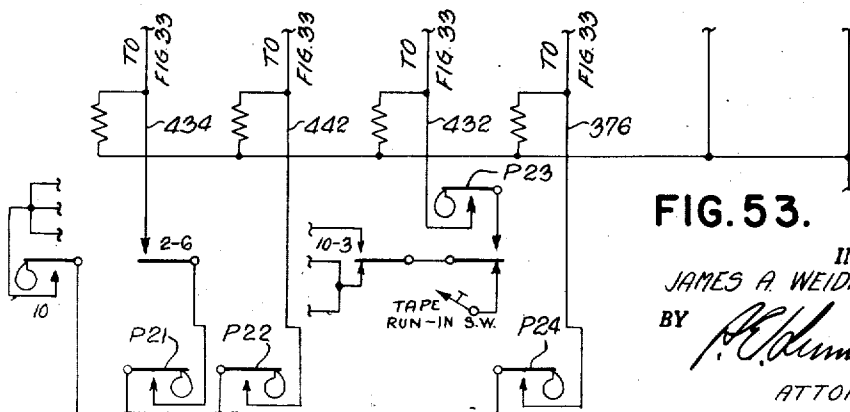 TO FIG. 33
TO FIG. 33
TO FIG. 33
TO FIG. 33
434
442
432
376
P23
FIG. 53.
2-6
10-3
10
TAPE
RUN-IN S.W.
JAMES A. WEID
BY
P21
P22
P24
ATTO